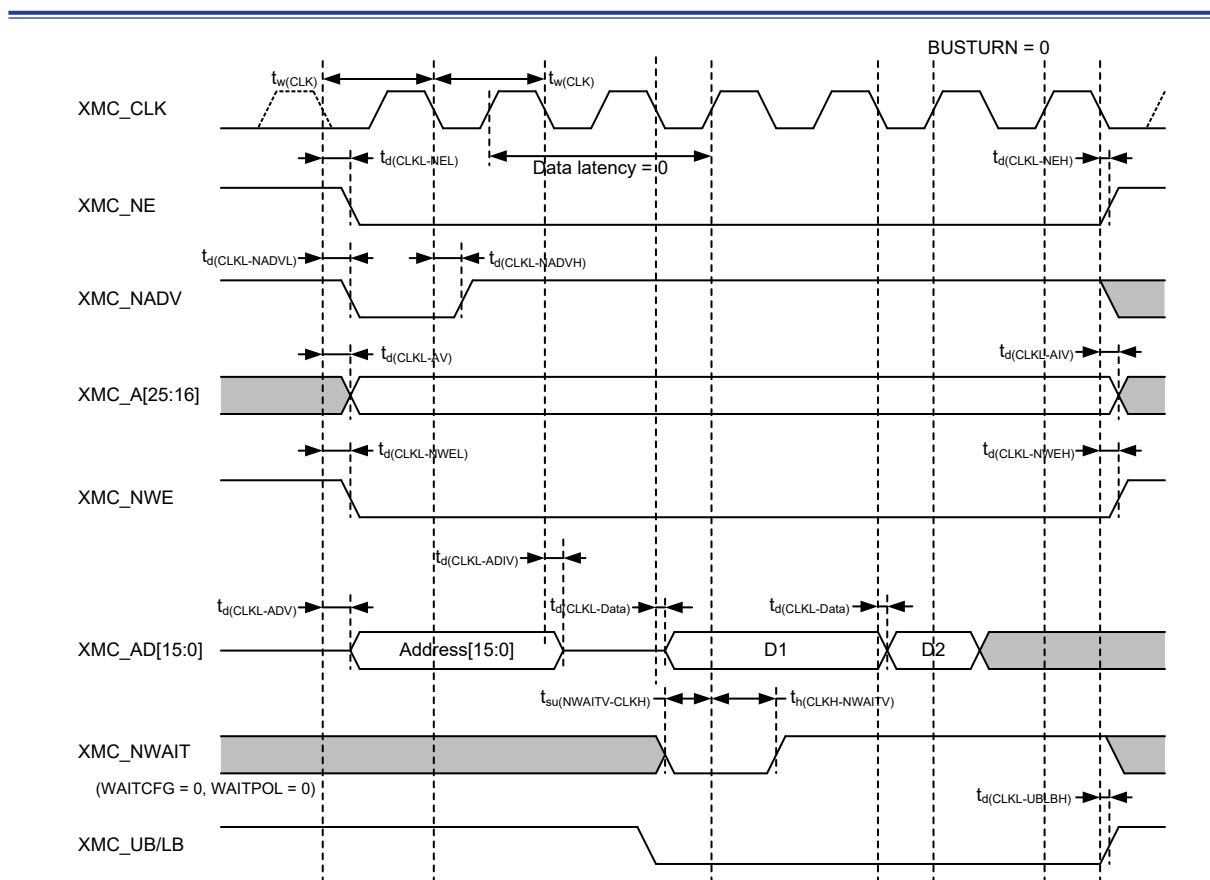 BUSTURN = 0
tw(CLK) tw(CLK)
XMC_CLK
td(CLKL-NEL) Data latency = 0 td(CLKL-NEH)
XMC_NE
td(CLKL-NADVL) td(CLKL-NADVH)
XMC_NADV
td(CLKL-AV) td(CLKL-AIV)
XMC_A[25:16]
td(CLKL-NWEL) td(CLKL-NWEH)
XMC_NWE
td(CLKL-ADIV)
td(CLKL-ADV) td(CLKL-Data) td(CLKL-Data)
XMC_AD[15:0] Address[15:0] D1 D2
tsu(NWAITV-CLKH) th(CLKH-NWAITV)
XMC_NWAIT
(WAITCFG = 0, WAITPOL = 0)
td(CLKL-UBLBH)
XMC_UB/LB